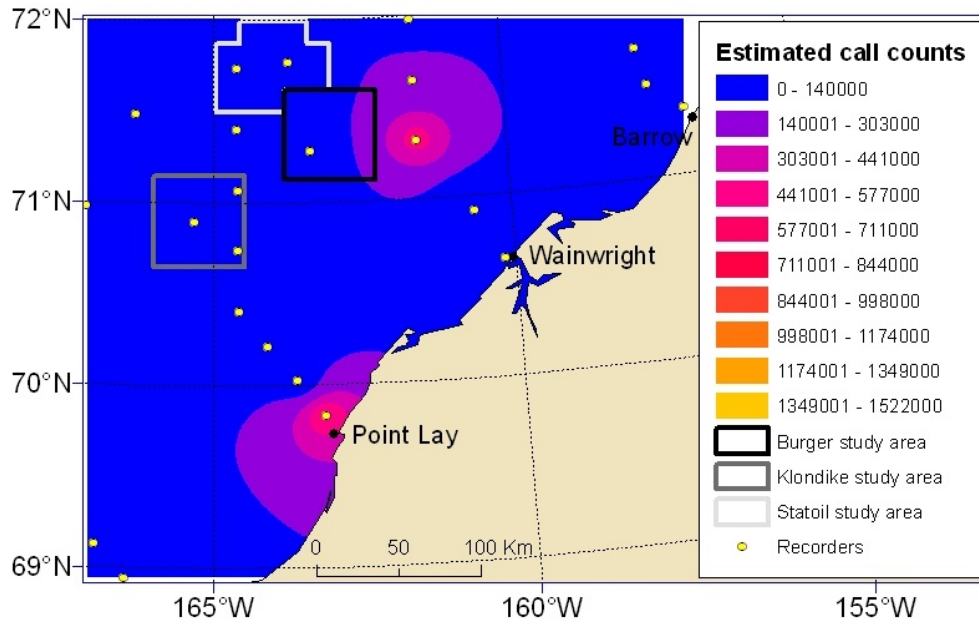 72°N
71°N
70°N
69°N
165°W
160°W
155°W
Barrow
Wainwright
Point Lay
0 50 100 Km
Estimated call counts
0 - 140000
140001 - 303000
303001 - 441000
441001 - 577000
577001 - 711000
711001 - 844000
844001 - 998000
998001 - 1174000
1174001 - 1349000
1349001 - 1522000
Burger study area
Klondike study area
Statoil study area
Recorders